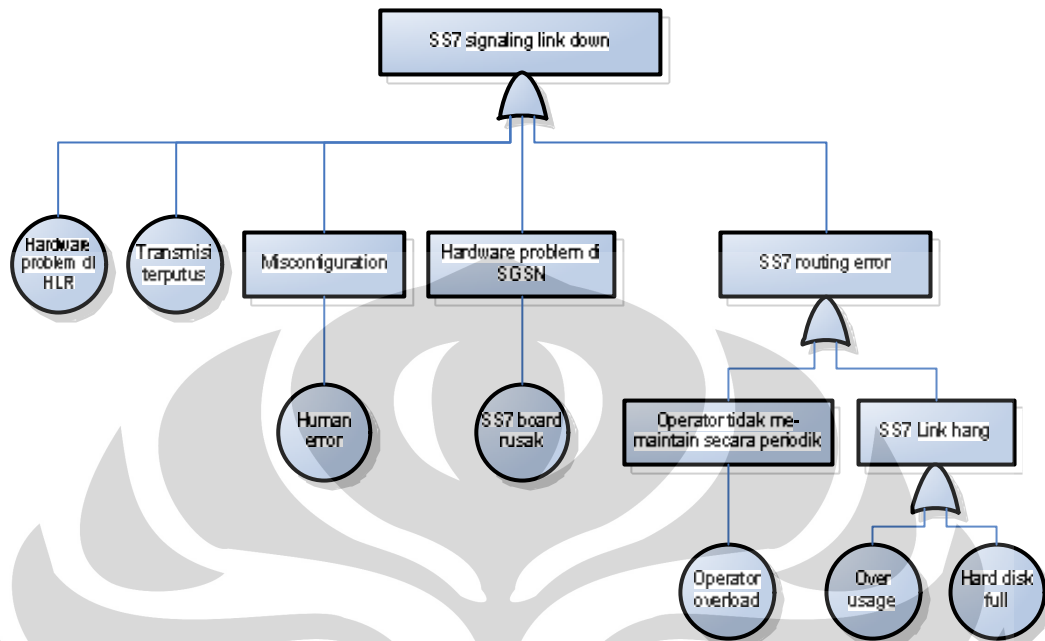 SS7 signaling link down
Hardware
problem di
HLR
Transmisi
terputus
Misconfiguration
Hardware problem di
SGSN
SS7 routing error
Human
error
SS7 board
rusak
Operator tidak me-
maintain secara periodik
SS7 Link hang
Operator
overload
Over
usage
Hard disk
full